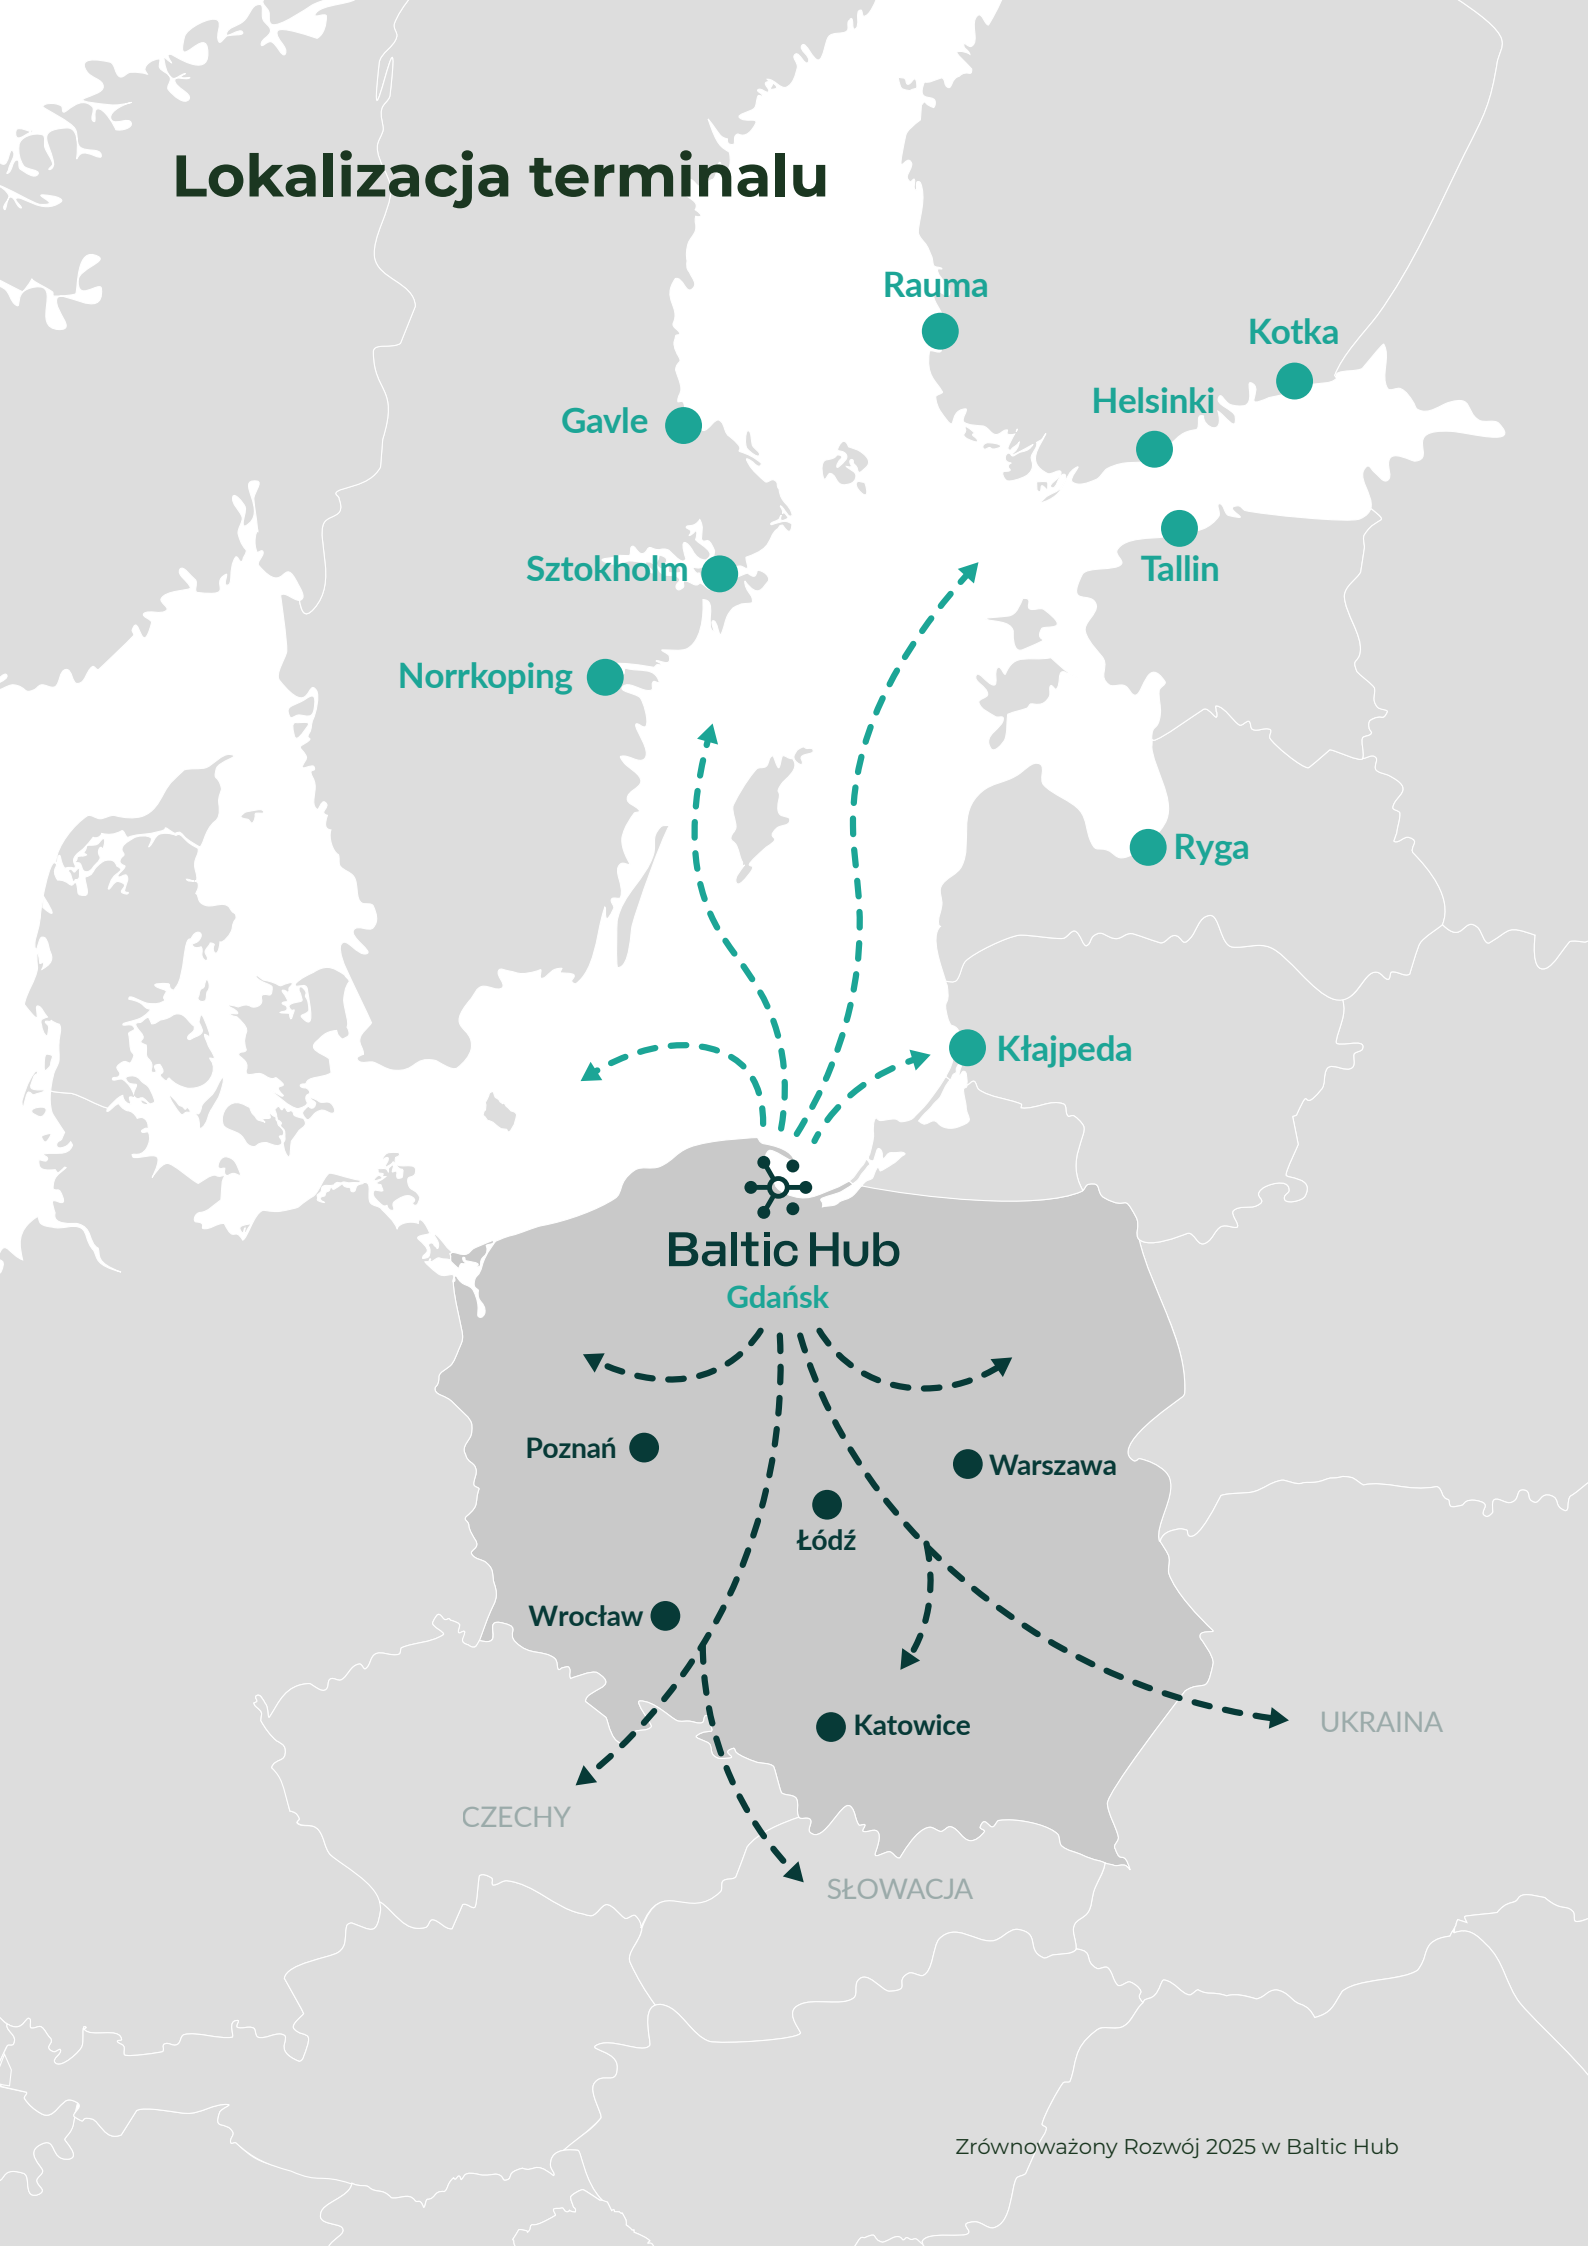 Lokalizacja terminalu
Rauma
Kotka
Helsinki
Gavle
Sztokholm
Tallin
Norrkoping
Ryga
Kłajpeda
Baltic Hub
Gdańsk
Poznań
Warszawa
Łódź
Wrocław
Katowice
UKRAINA
CZECHY
SŁOWACJA
Zrównoważony Rozwój 2025 w Baltic Hub